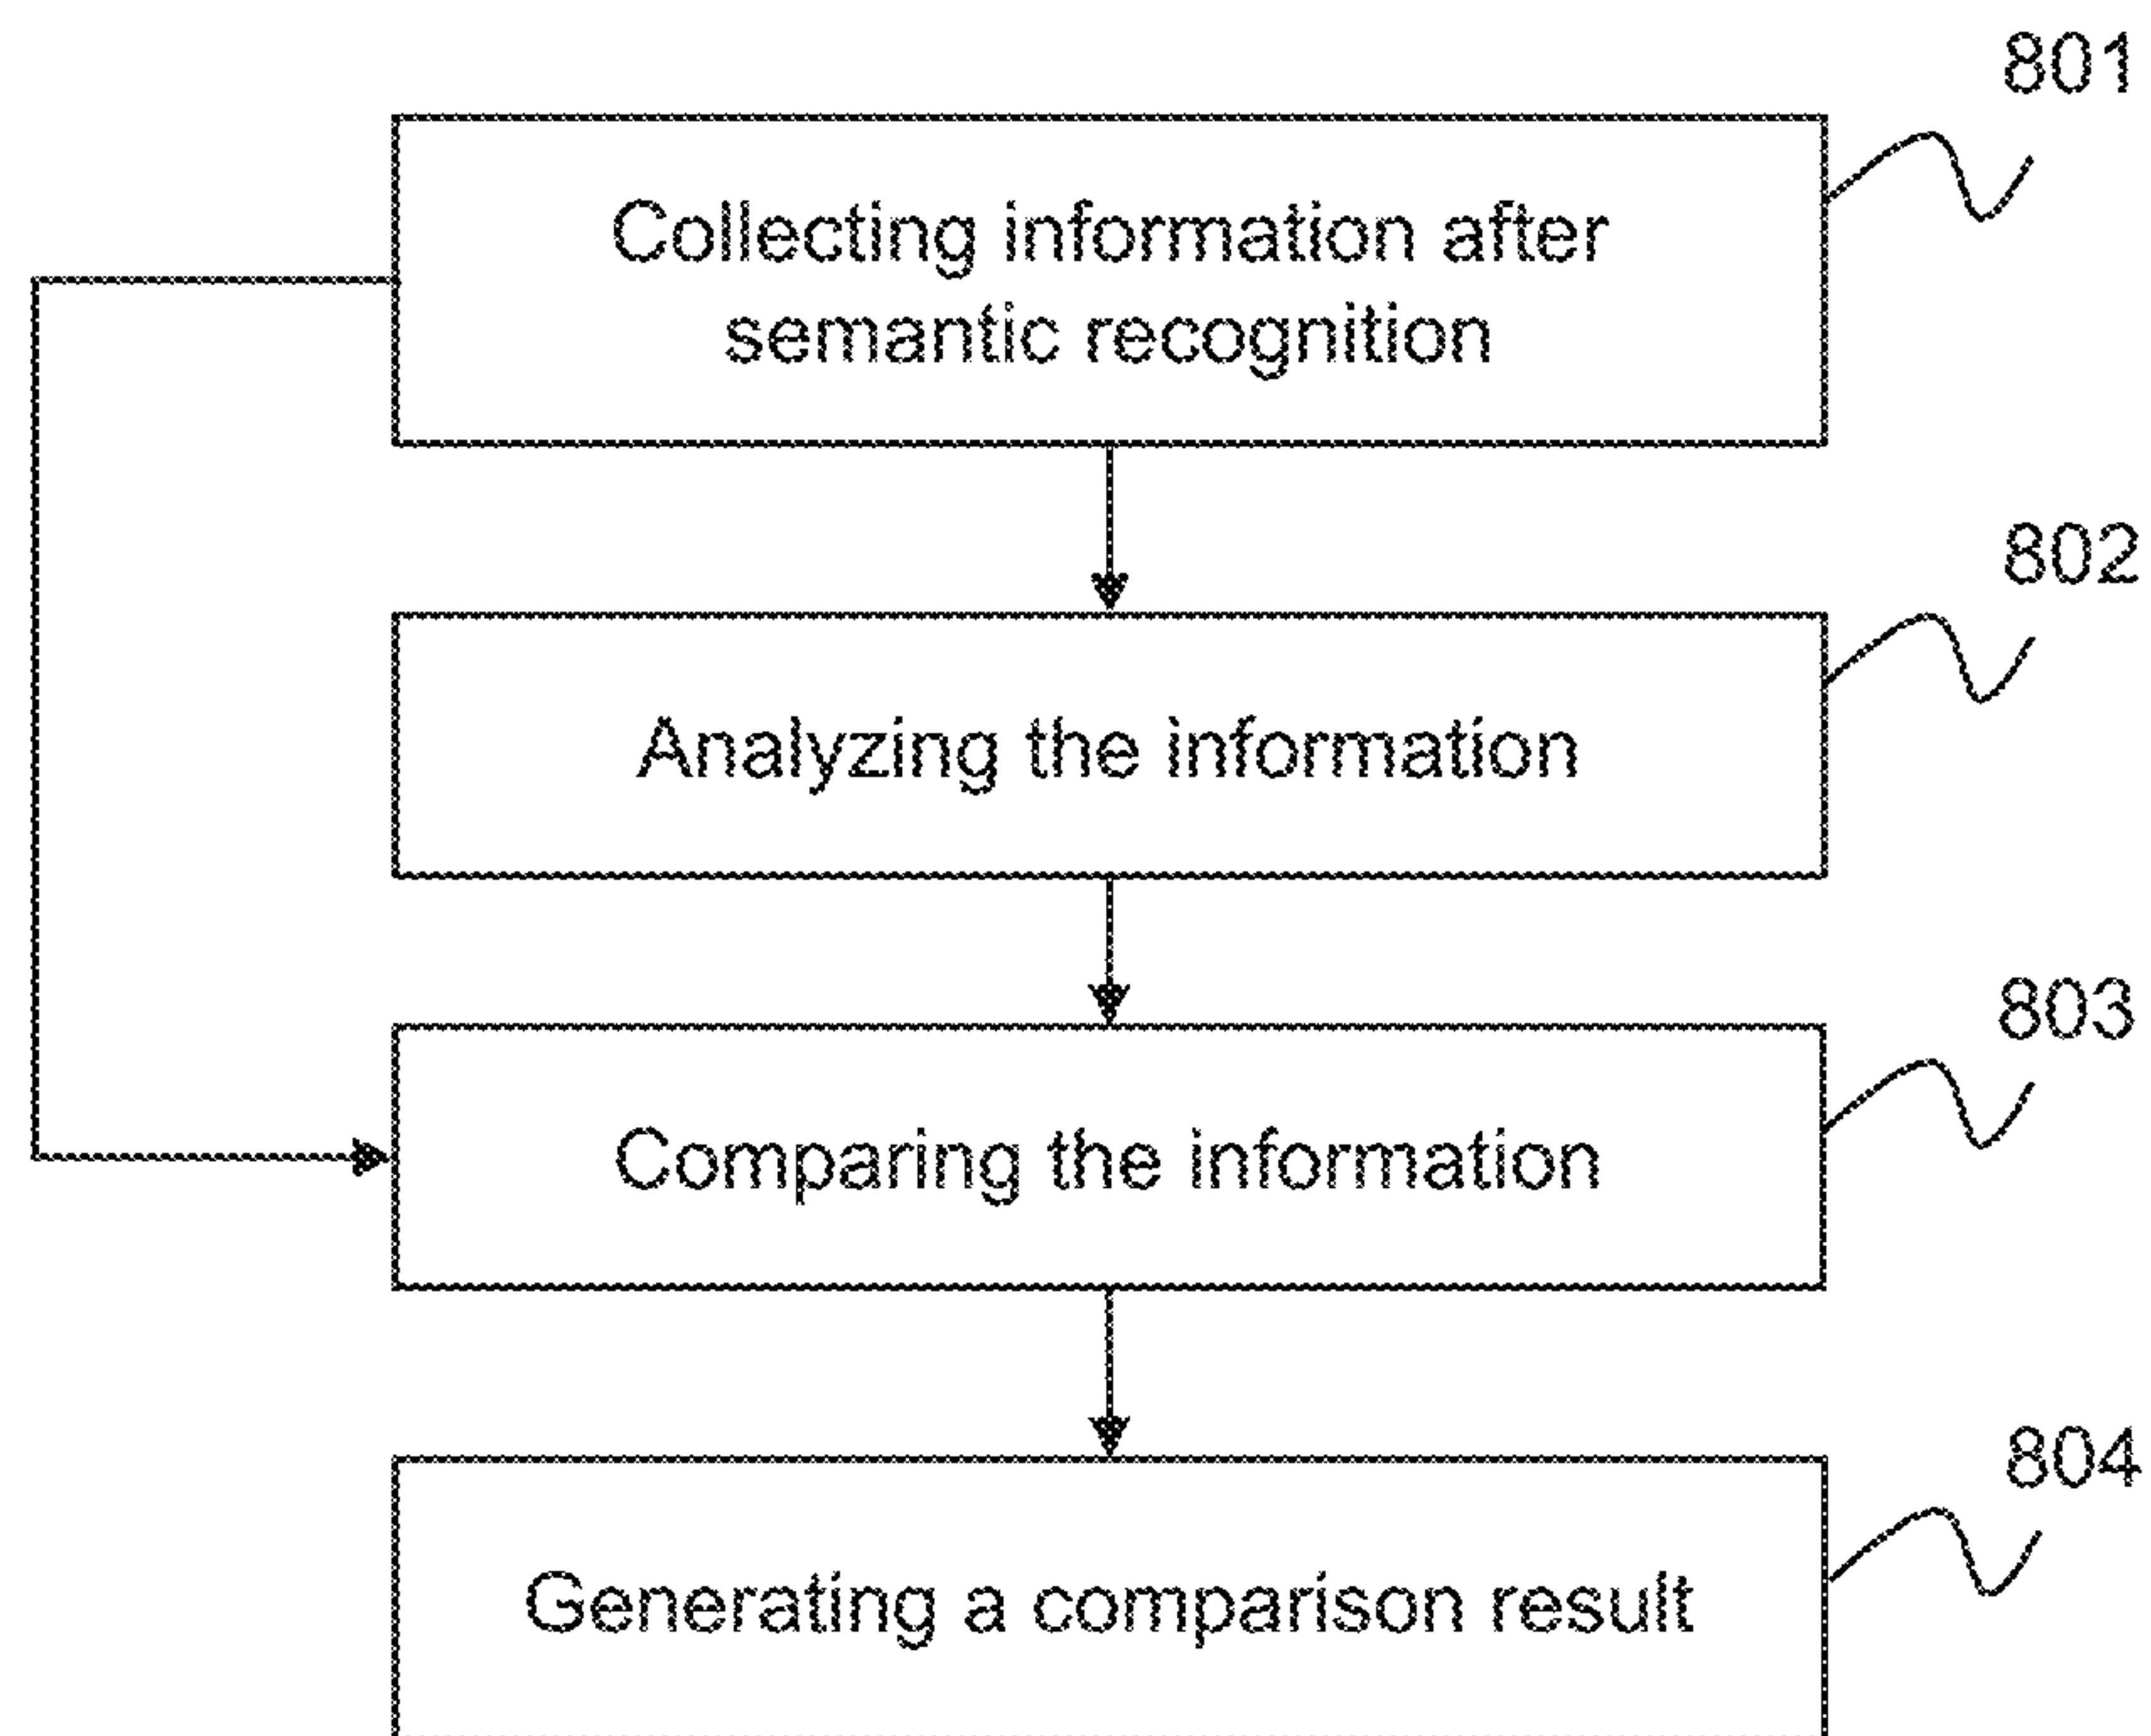 801
Collecting information after
semantic recognition
802
Analyzing the information
803
Comparing the information
804
Generating a comparison result